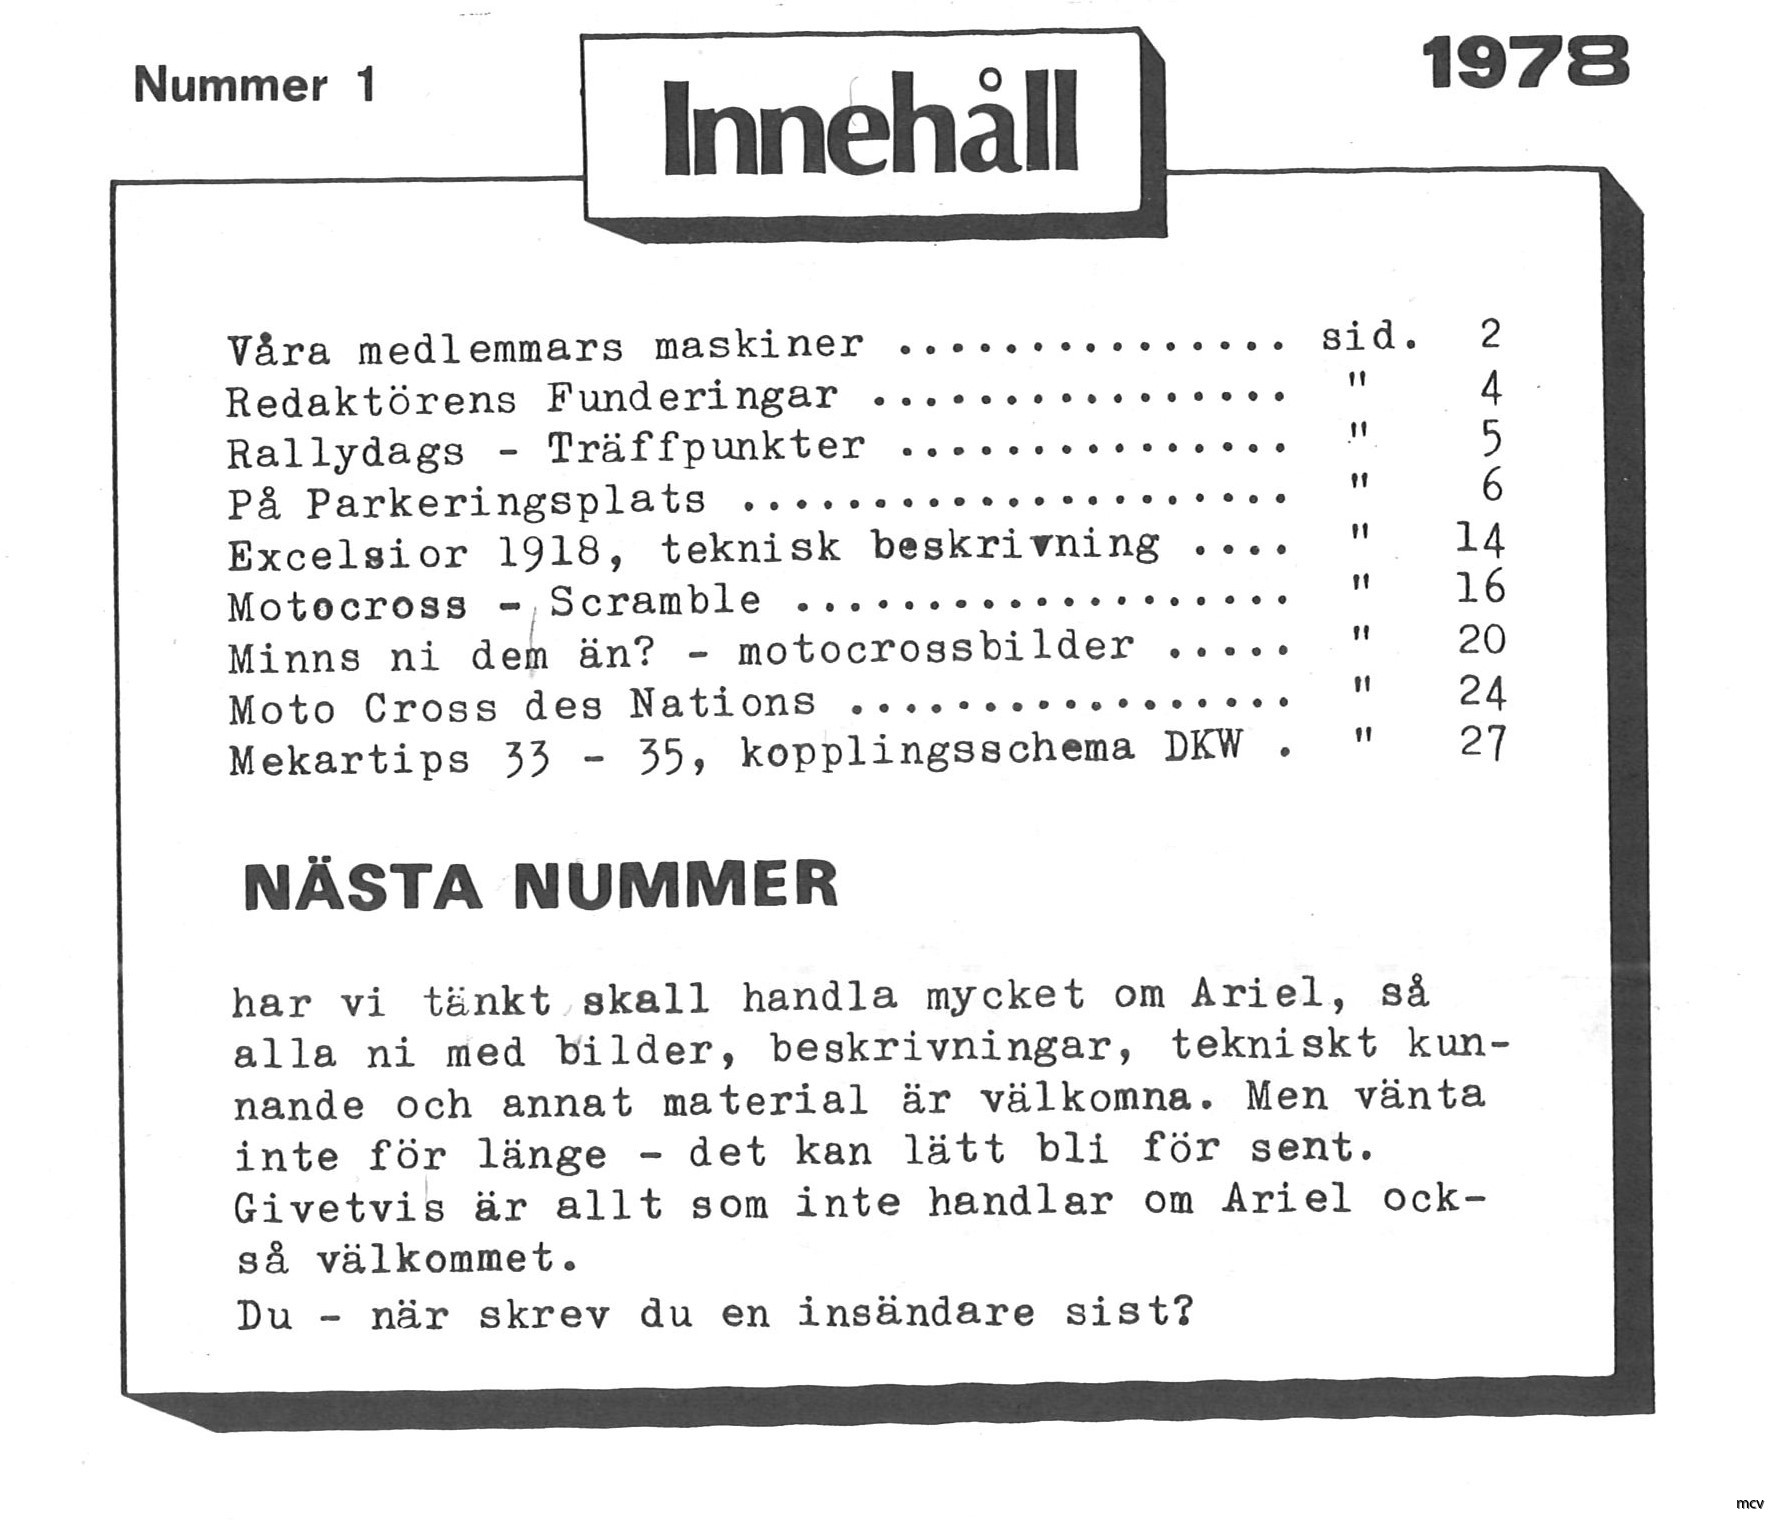 Nummer 1
Innehåll
1978
Våra medlemmars maskiner ............... sid. 2
Redaktörens Funderingar ................ " 4
Rallydags - Träffpunkter ............... " 5
På Parkeringsplats ..................... " 6
Excelsior 1918, teknisk beskrivning .... " 14
Motocross - Scramble ................... " 16
Minns ni dem än? - motocrossbilder ..... " 20
Moto Cross des Nations ................. " 24
Mekartips 33 - 35, kopplingsschema DKW . " 27
NÄSTA NUMMER
har vi tänkt skall handla mycket om Ariel, så
alla ni med bilder, beskrivningar, tekniskt kun-
nande och annat material är välkomna. Men vänta
inte för länge - det kan lätt bli för sent.
Givetvis är allt som inte handlar om Ariel ock-
så välkommet.
Du - när skrev du en insändare sist?
mcv